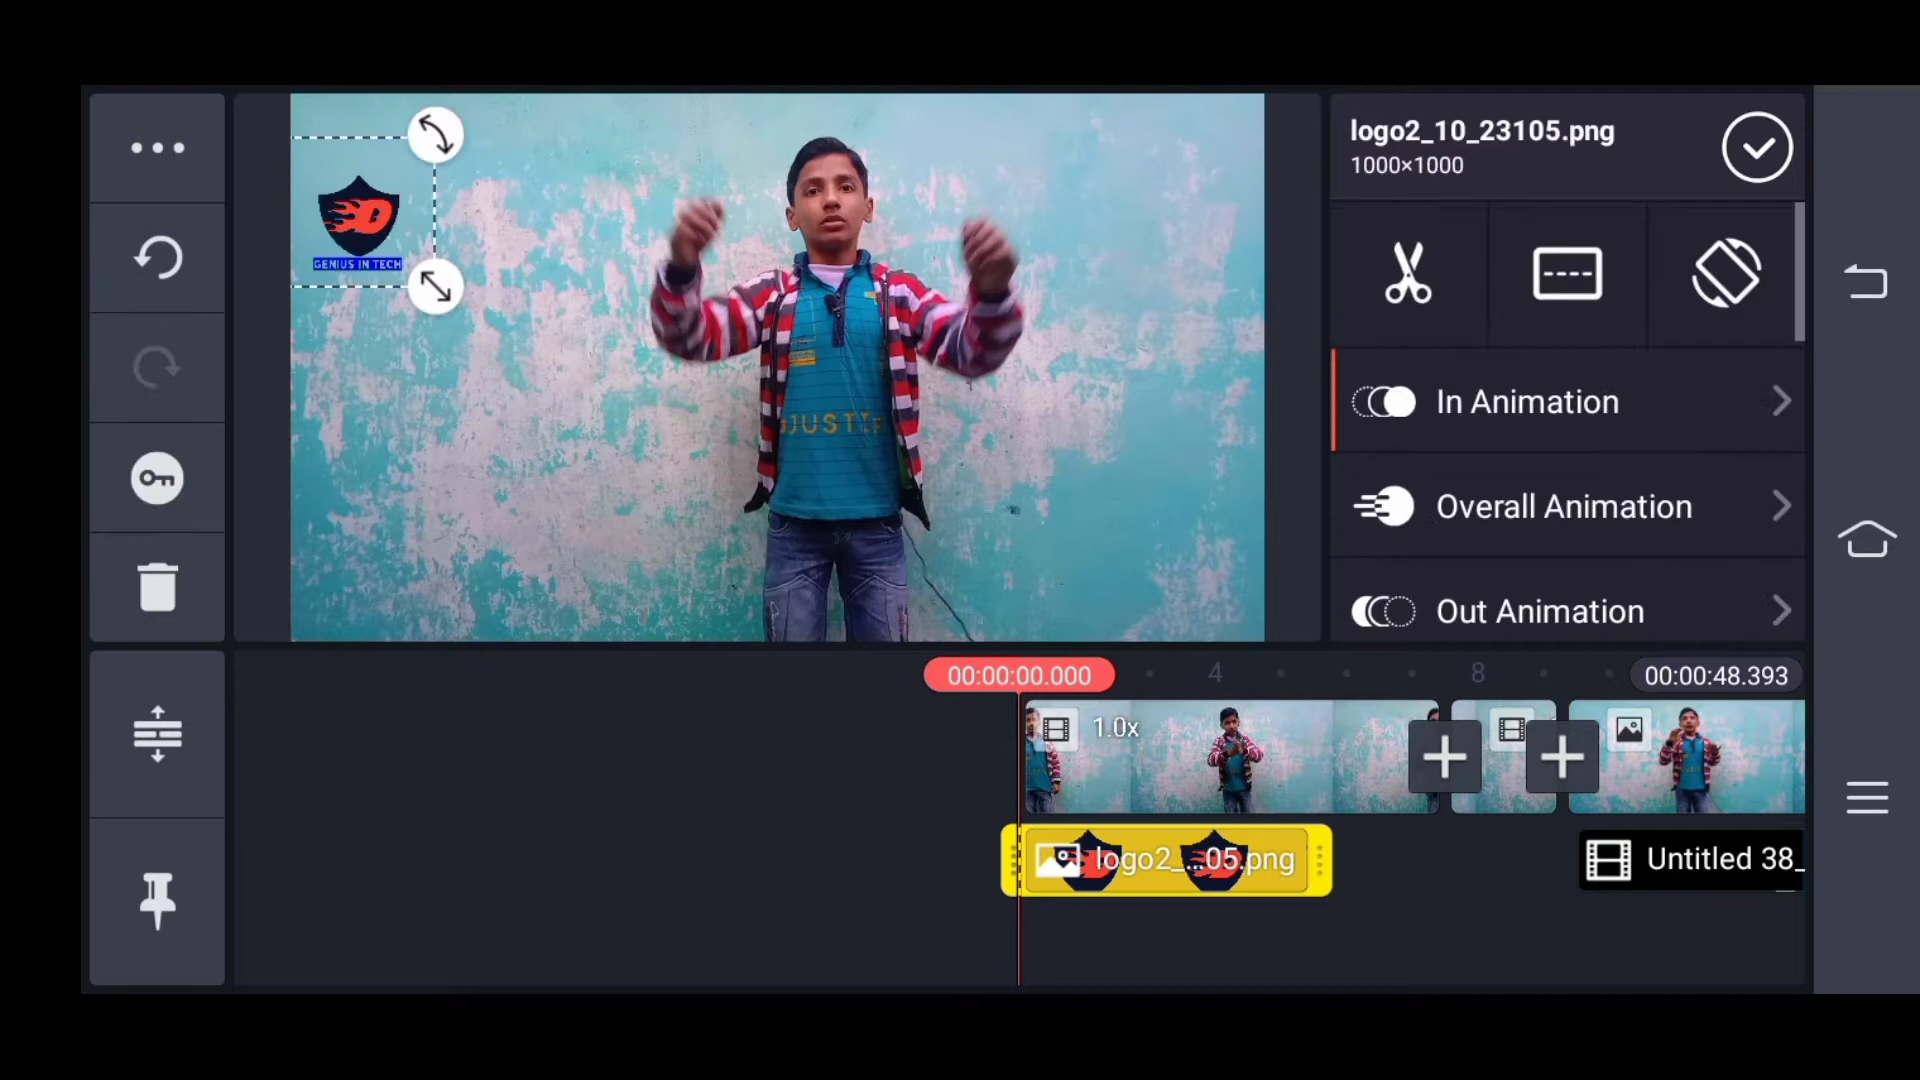 logo2_10_23105.png
1000×1000
GENIUS IN TECH
In Animation
Overall Animation
Out Animation
00:00:00.000
4
8
00:00:48.393
1.0x
logo2_...05.png
Untitled 38_